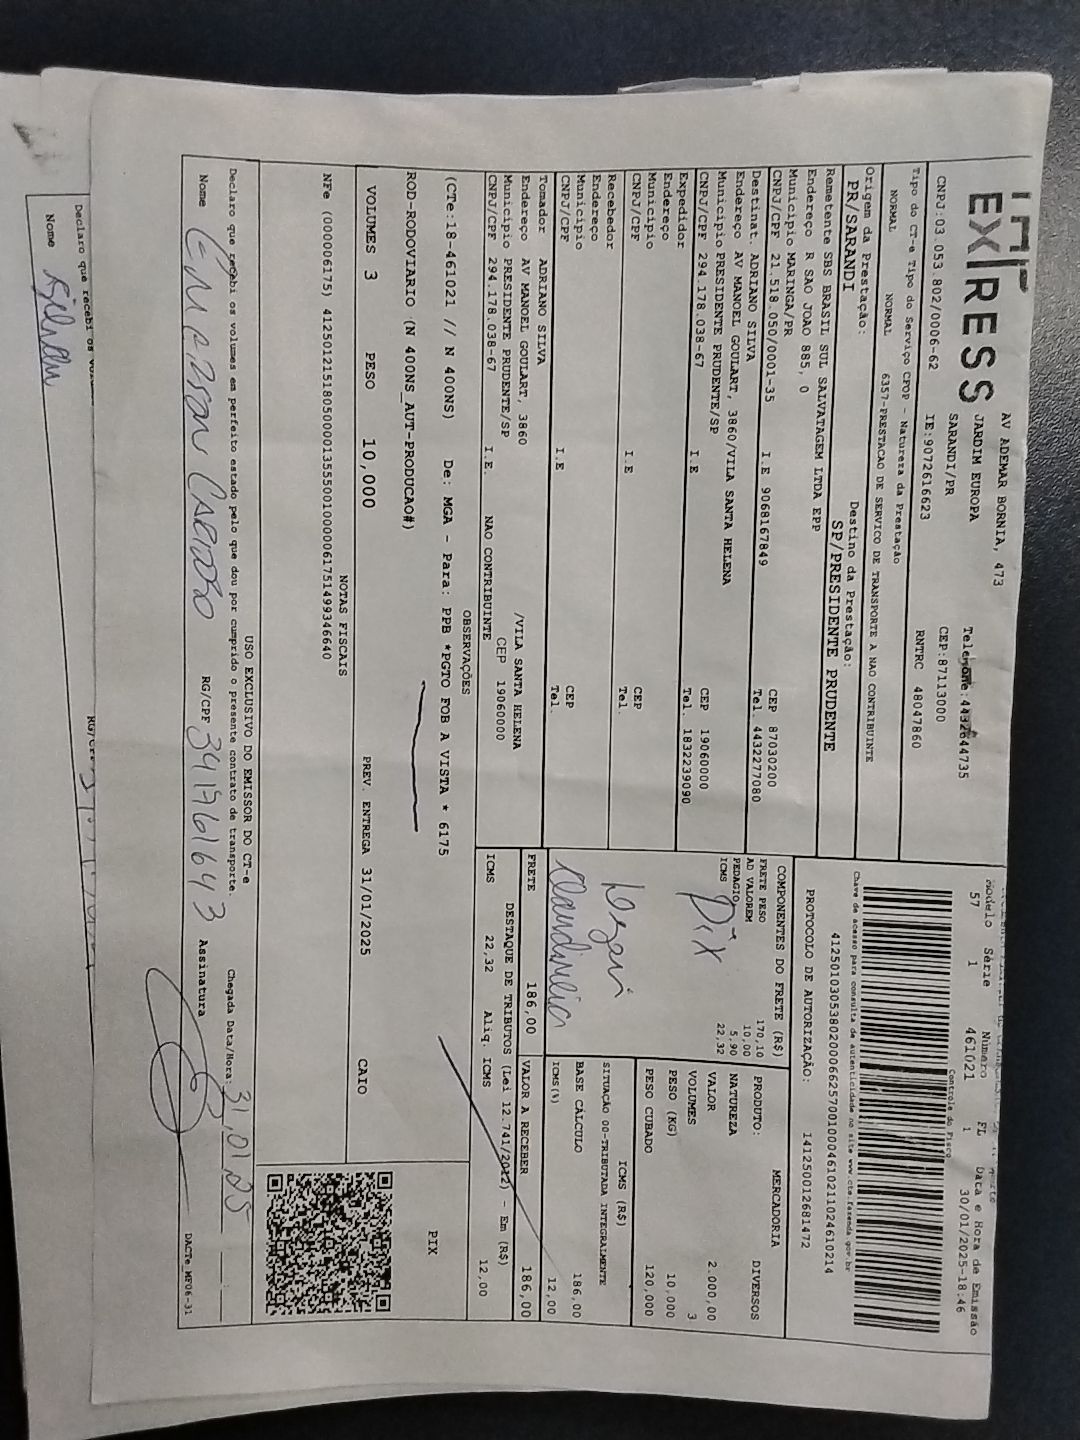 EXPRESS
AV ADEMAR BORNIA, 473
JARDIM EUROPA
SARANDI/PR
CEP:87113000
CNPJ:03.053.802/0006-62
IE:9072616623
RNTRC 48047860
Modelo Série Número FL Data e Hora de Emissão
57 1 461021 1 30/01/2025-18:46
Controle do Fisco
Chave de acesso para consulta de autenticidade no site www.cte.fazenda.gov.br
41250103053802000662570010004610211024610214
PROTOCOLO DE AUTORIZAÇÃO: 141250012681472
Tipo do CT-e Tipo do Serviço CFOP - Natureza da Prestação
NORMAL NORMAL 6357-PRESTACAO DE SERVICO DE TRANSPORTE A NAO CONTRIBUINTE
Origem da Prestação: Destino da Prestação:
PR/SARANDI SP/PRESIDENTE PRUDENTE
Remetente SBS BRASIL SUL SALVATAGEM LTDA EPP
Endereço R SAO JOAO 885, 0
Município MARINGA/PR CEP 87030200
CNPJ/CPF 21.518.050/0001-35 I.E 9068167849 Tel. 4432277080
Destinat. ADRIANO SILVA
Endereço AV MANOEL GOULART, 3860/VILA SANTA HELENA
Município PRESIDENTE PRUDENTE/SP CEP 19060000
CNPJ/CPF 294.178.038-67 I.E Tel. 1832239090
Expedidor
Endereço
Município CEP
CNPJ/CPF I.E Tel.
Recebedor
Endereço
Município CEP
CNPJ/CPF I.E Tel.
Tomador ADRIANO SILVA
Endereço AV MANOEL GOULART, 3860 /VILA SANTA HELENA
Município PRESIDENTE PRUDENTE/SP CEP 19060000
CNPJ/CPF 294.178.038-67 I.E. NAO CONTRIBUINTE
COMPONENTES DO FRETE (R$)
FRETE PESO 170,10
AD VALOREM 10,00
PEDAGIO 5,90
ICMS 22,32
Pix
MERCADORIA
PRODUTO: DIVERSOS
NATUREZA
VALOR 2.000,00
VOLUMES 3
PESO (KG) 10,000
PESO CUBADO 120,000
ICMS (R$)
SITUAÇÃO 00-TRIBUTADA INTEGRALMENTE
BASE CÁLCULO 186,00
ICMS(%) 12,00
FRETE 186,00 VALOR A RECEBER 186,00
DESTAQUE DE TRIBUTOS (Lei 12.741/2012) - Em (R$)
ICMS 22,32 Aliq. ICMS 12,00
OBSERVAÇÕES
(CTe:18-461021 // N 400NS) De: MGA - Para: PPB *PGTO FOB A VISTA * 6175
PIX
ROD-RODOVIARIO (N 400NS_AUT-PRODUCAO#)
VOLUMES 3 PESO 10,000 PREV. ENTREGA 31/01/2025 CAIO
NOTAS FISCAIS
NFe (000006175) 41250121518050000135550010000061751499346640
USO EXCLUSIVO DO EMISSOR DO CT-e
Declaro que recebi os volumes em perfeito estado pelo que dou por cumprido o presente contrato de transporte. Chegada Data/Hora: 31,01,25
Nome RG/CPF Assinatura
DACTe_MF06-31
Declaro que recebi os
Nome
RG/CPF